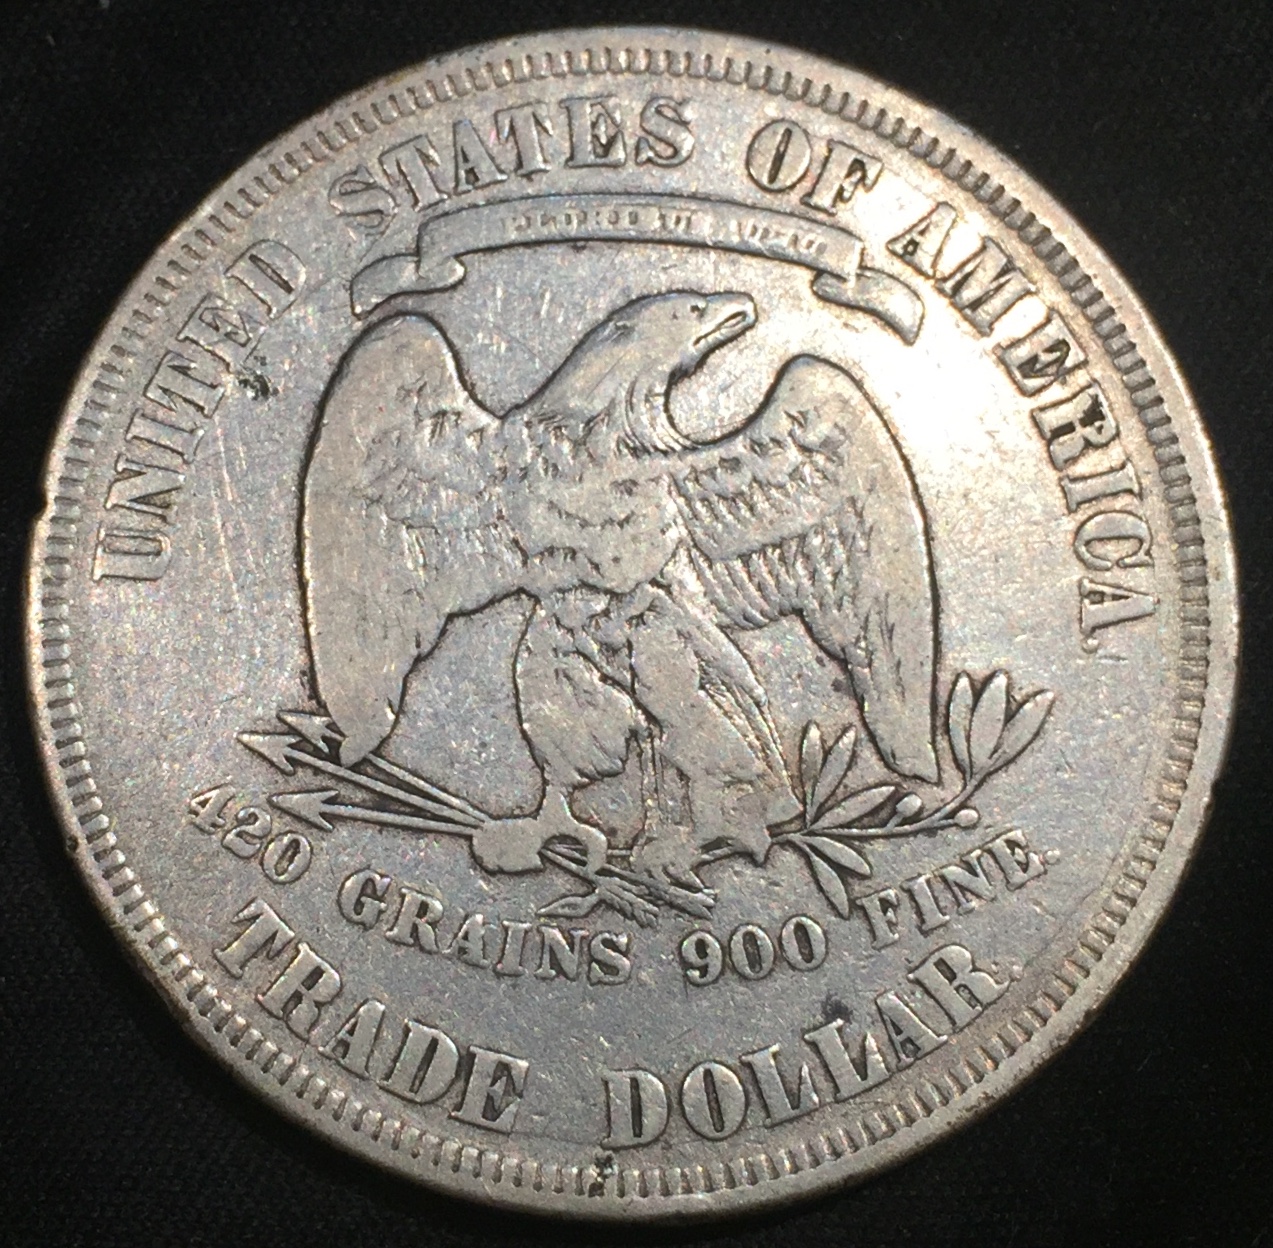 UNITED STATES OF AMERICA
420 GRAINS 900 FINE.
TRADE DOLLAR